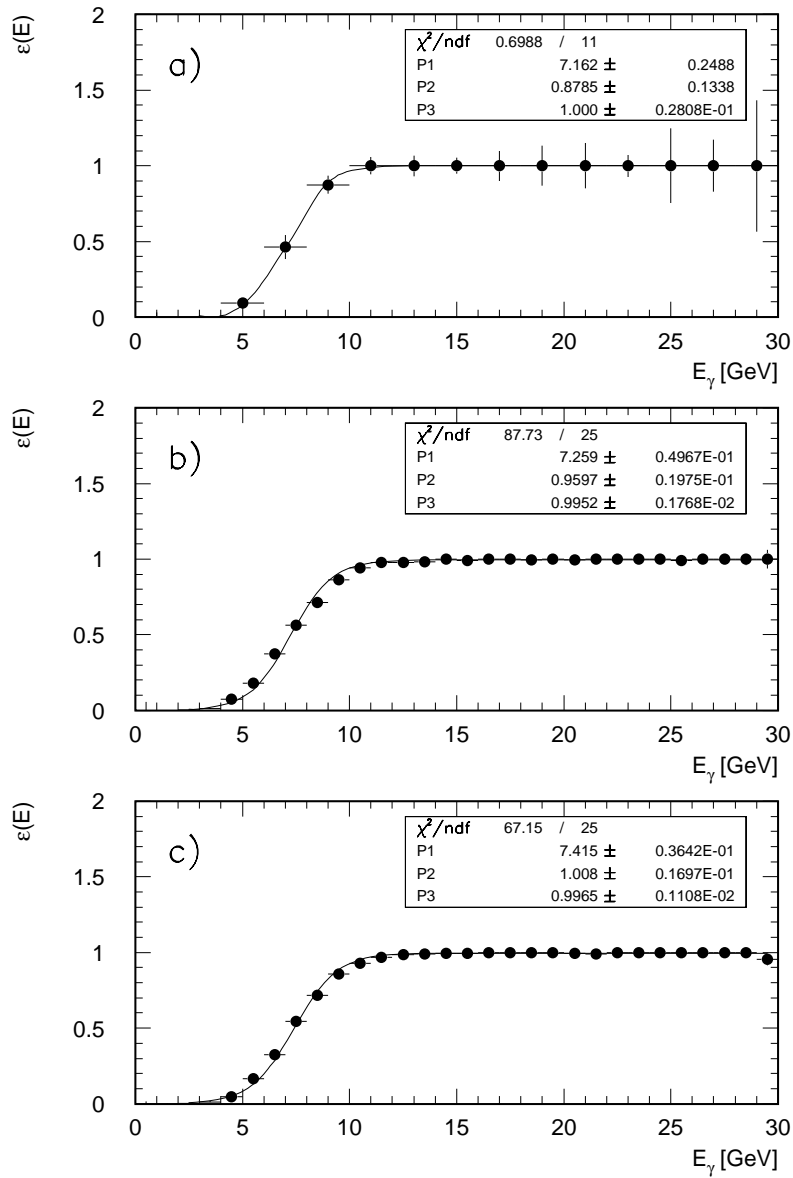 ε(E)
2
1.5
1
0.5
0
a)
χ²/ndf 0.6988 / 11
P1 7.162 ± 0.2488
P2 0.8785 ± 0.1338
P3 1.000 ± 0.2808E-01
0 5 10 15 20 25 30
Eγ [GeV]
ε(E)
2
1.5
1
0.5
0
b)
χ²/ndf 87.73 / 25
P1 7.259 ± 0.4967E-01
P2 0.9597 ± 0.1975E-01
P3 0.9952 ± 0.1768E-02
0 5 10 15 20 25 30
Eγ [GeV]
ε(E)
2
1.5
1
0.5
0
c)
χ²/ndf 67.15 / 25
P1 7.415 ± 0.3642E-01
P2 1.008 ± 0.1697E-01
P3 0.9965 ± 0.1108E-02
0 5 10 15 20 25 30
Eγ [GeV]